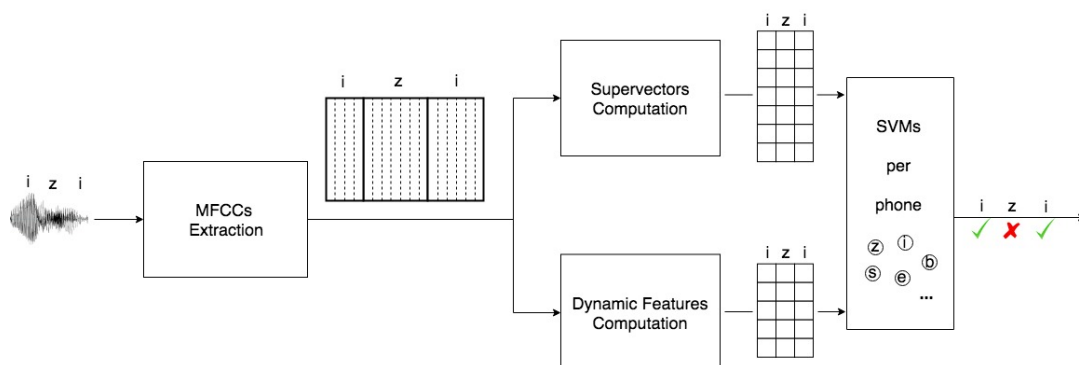 i z i
MFCCs
Extraction
i z i
Supervectors
Computation
i z i
Dynamic Features
Computation
i z i
SVMs
per
phone
z i b
s e
...
i z i